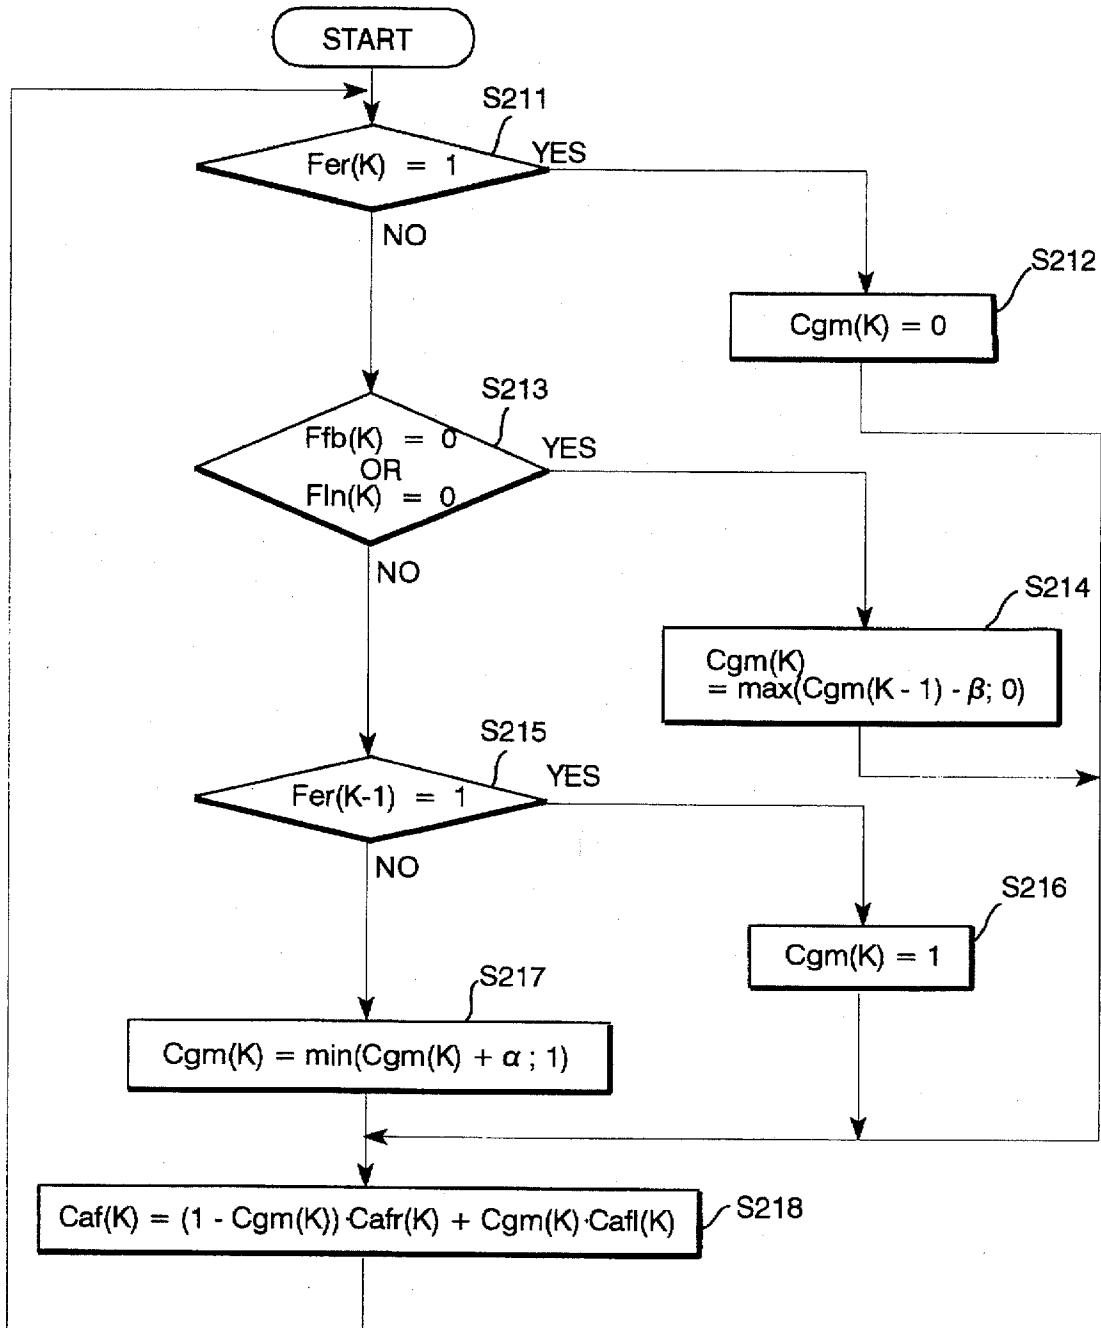 START
S211
Fer(K) = 1
YES
NO
S212
Cgm(K) = 0
S213
Ffb(K) = 0
OR
Fln(K) = 0
YES
NO
S214
Cgm(K)
= max(Cgm(K - 1) - β; 0)
S215
Fer(K-1) = 1
YES
NO
S216
Cgm(K) = 1
S217
Cgm(K) = min(Cgm(K) + α ; 1)
S218
Caf(K) = (1 - Cgm(K))·Cafr(K) + Cgm(K)·Cafl(K)